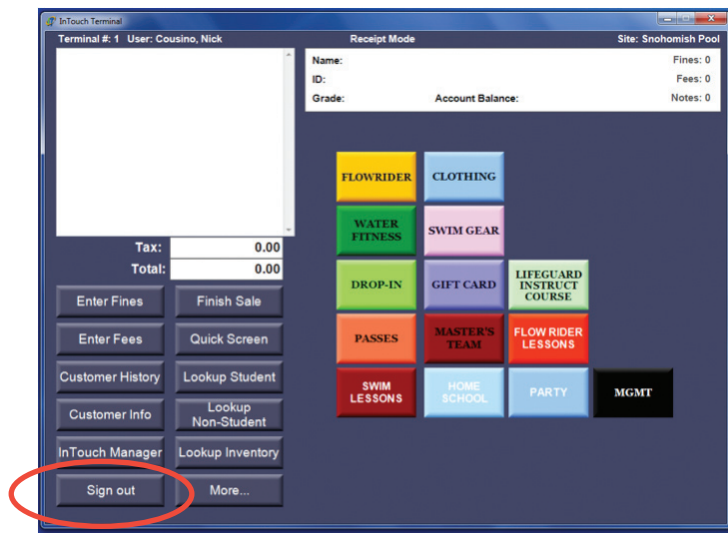 InTouch Terminal
Terminal #: 1 User: Cousino, Nick Receipt Mode Site: Snohomish Pool
Name: Fines: 0
ID: Fees: 0
Grade: Account Balance: Notes: 0
FLOWRIDER CLOTHING
WATER
FITNESS
SWIM GEAR
Tax: 0.00
Total: 0.00
DROP-IN GIFT CARD
LIFEGUARD
INSTRUCT
COURSE
Enter Fines Finish Sale
Enter Fees Quick Screen
PASSES
MASTER'S
TEAM
FLOW RIDER
LESSONS
Customer History Lookup Student
SWIM
LESSONS
HOME
SCHOOL
PARTY MGMT
Customer Info
Lookup
Non-Student
InTouch Manager Lookup Inventory
Sign out More...